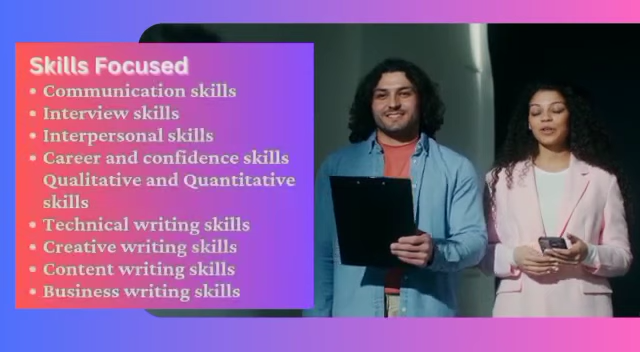 Skills Focused
• Communication skills
• Interview skills
• Interpersonal skills
• Career and confidence skills
Qualitative and Quantitative
skills
• Technical writing skills
• Creative writing skills
• Content writing skills
• Business writing skills